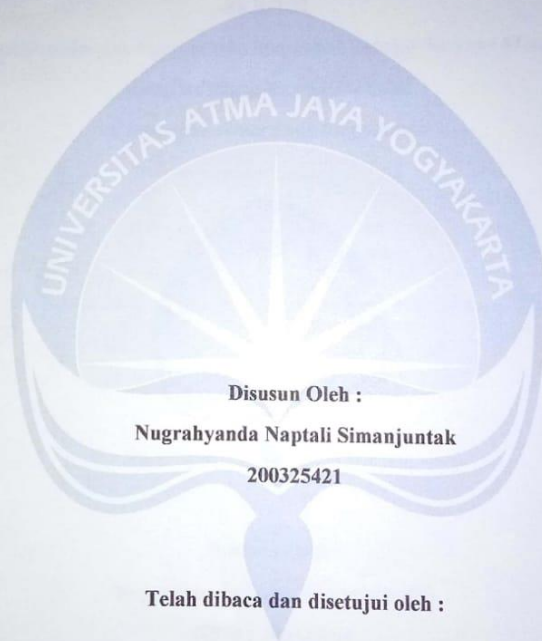 UNIVERSITAS ATMA JAYA YOGYAKARTA
Disusun Oleh :
Nugrahyanda Naptali Simanjuntak
200325421
Telah dibaca dan disetujui oleh :